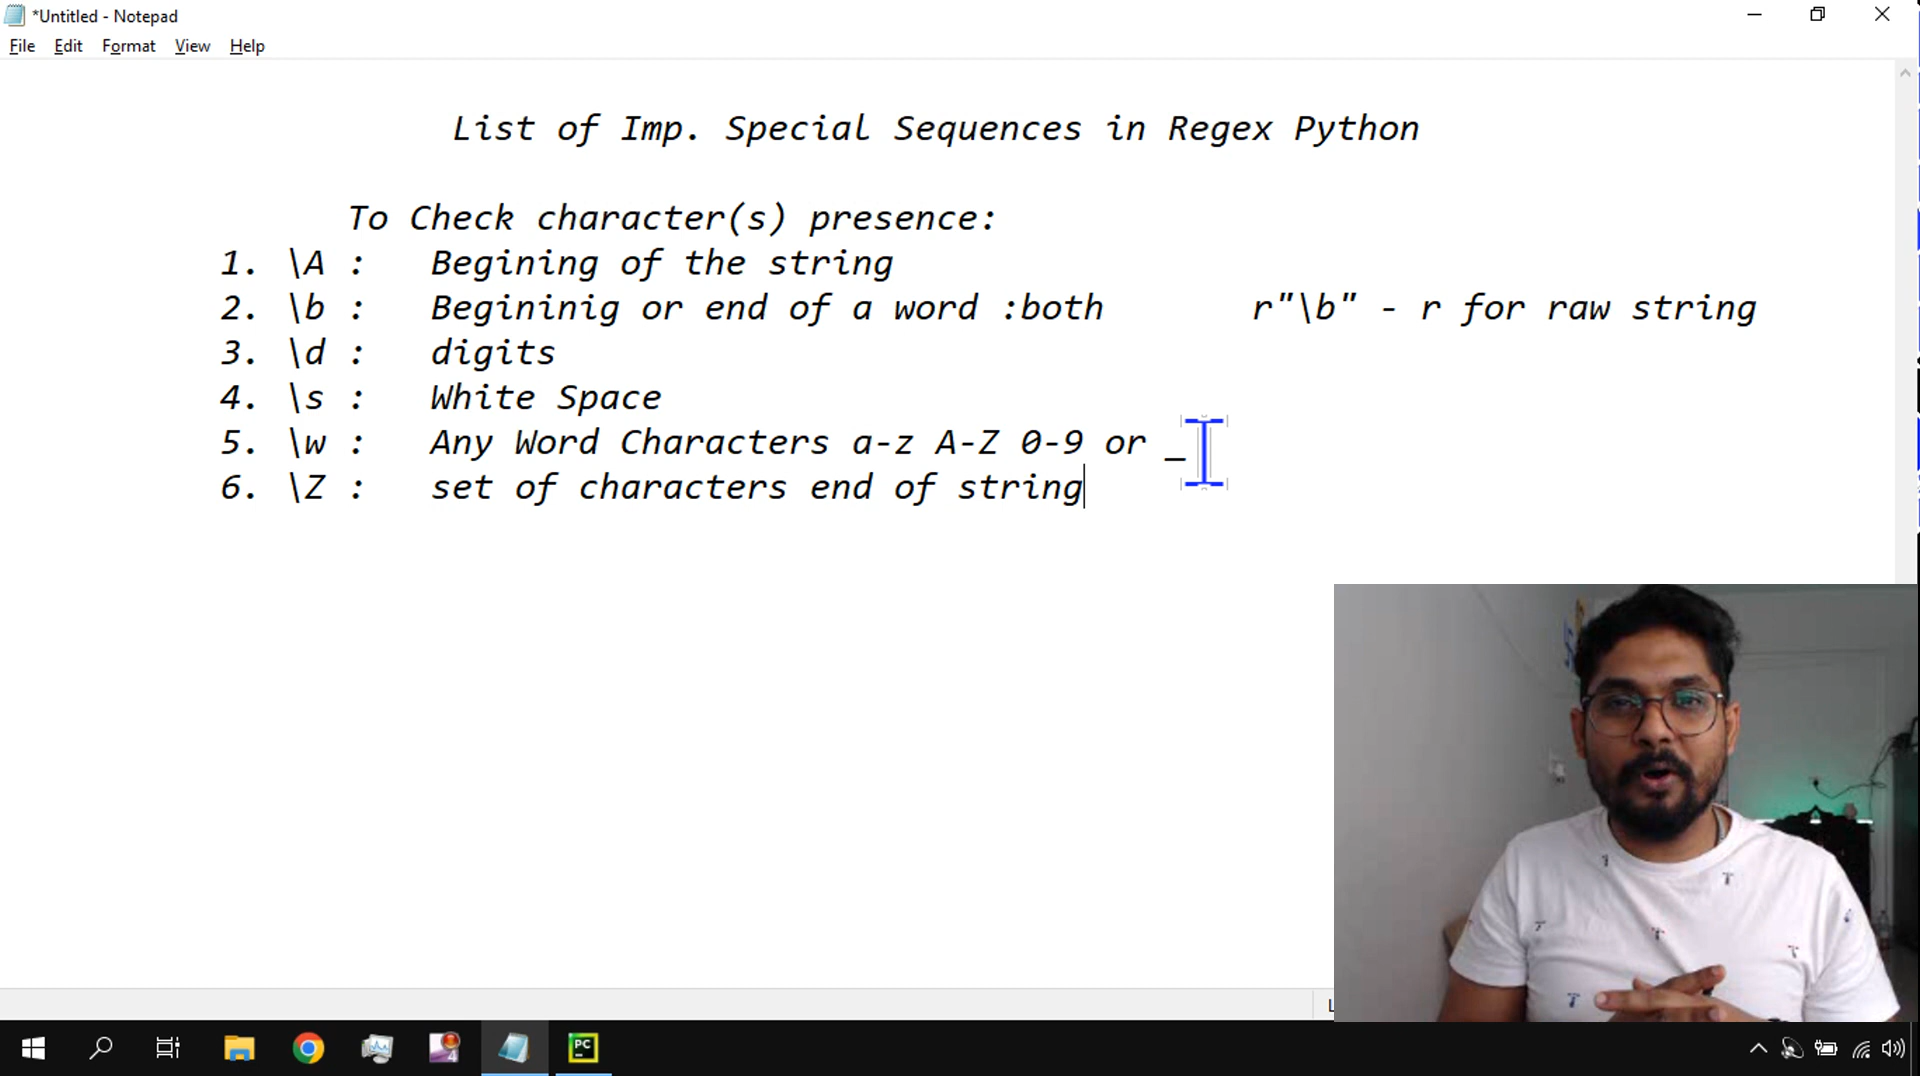 *Untitled - Notepad
File Edit Format View Help
List of Imp. Special Sequences in Regex Python
To Check character(s) presence:
1. \A : Begining of the string
2. \b : Begininig or end of a word :both r"\b" - r for raw string
3. \d : digits
4. \s : White Space
5. \w : Any Word Characters a-z A-Z 0-9 or _
6. \Z : set of characters end of string
L
4
PC